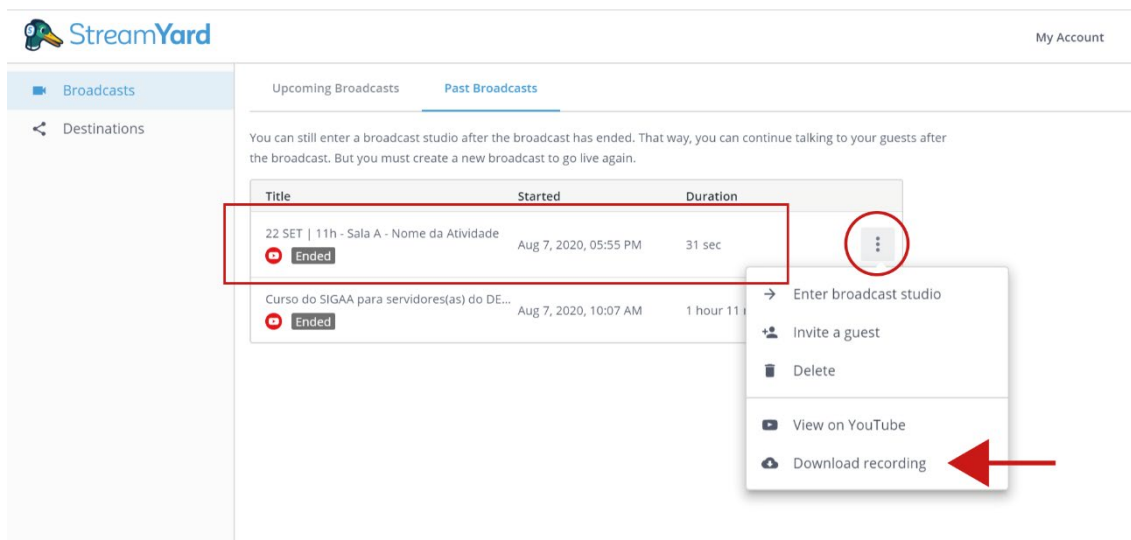 StreamYard
My Account
Broadcasts
Destinations
Upcoming Broadcasts Past Broadcasts
You can still enter a broadcast studio after the broadcast has ended. That way, you can continue talking to your guests after
the broadcast. But you must create a new broadcast to go live again.
Title Started Duration
22 SET | 11h - Sala A - Nome da Atividade
Ended
Aug 7, 2020, 05:55 PM 31 sec
Curso do SIGAA para servidores(as) do DE...
Ended
Aug 7, 2020, 10:07 AM 1 hour 11
Enter broadcast studio
Invite a guest
Delete
View on YouTube
Download recording